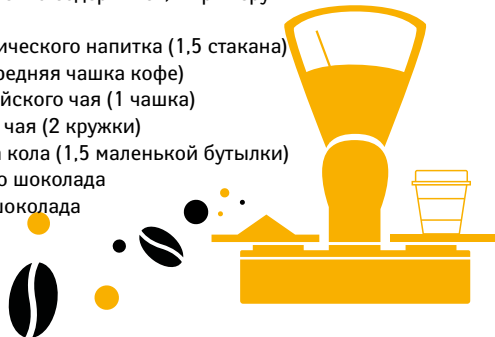 ического напитка (1,5 стакана)
редняя чашка кофе)
йского чая (1 чашка)
чая (2 кружки)
кола (1,5 маленькой бутылки)
о шоколада
шоколада